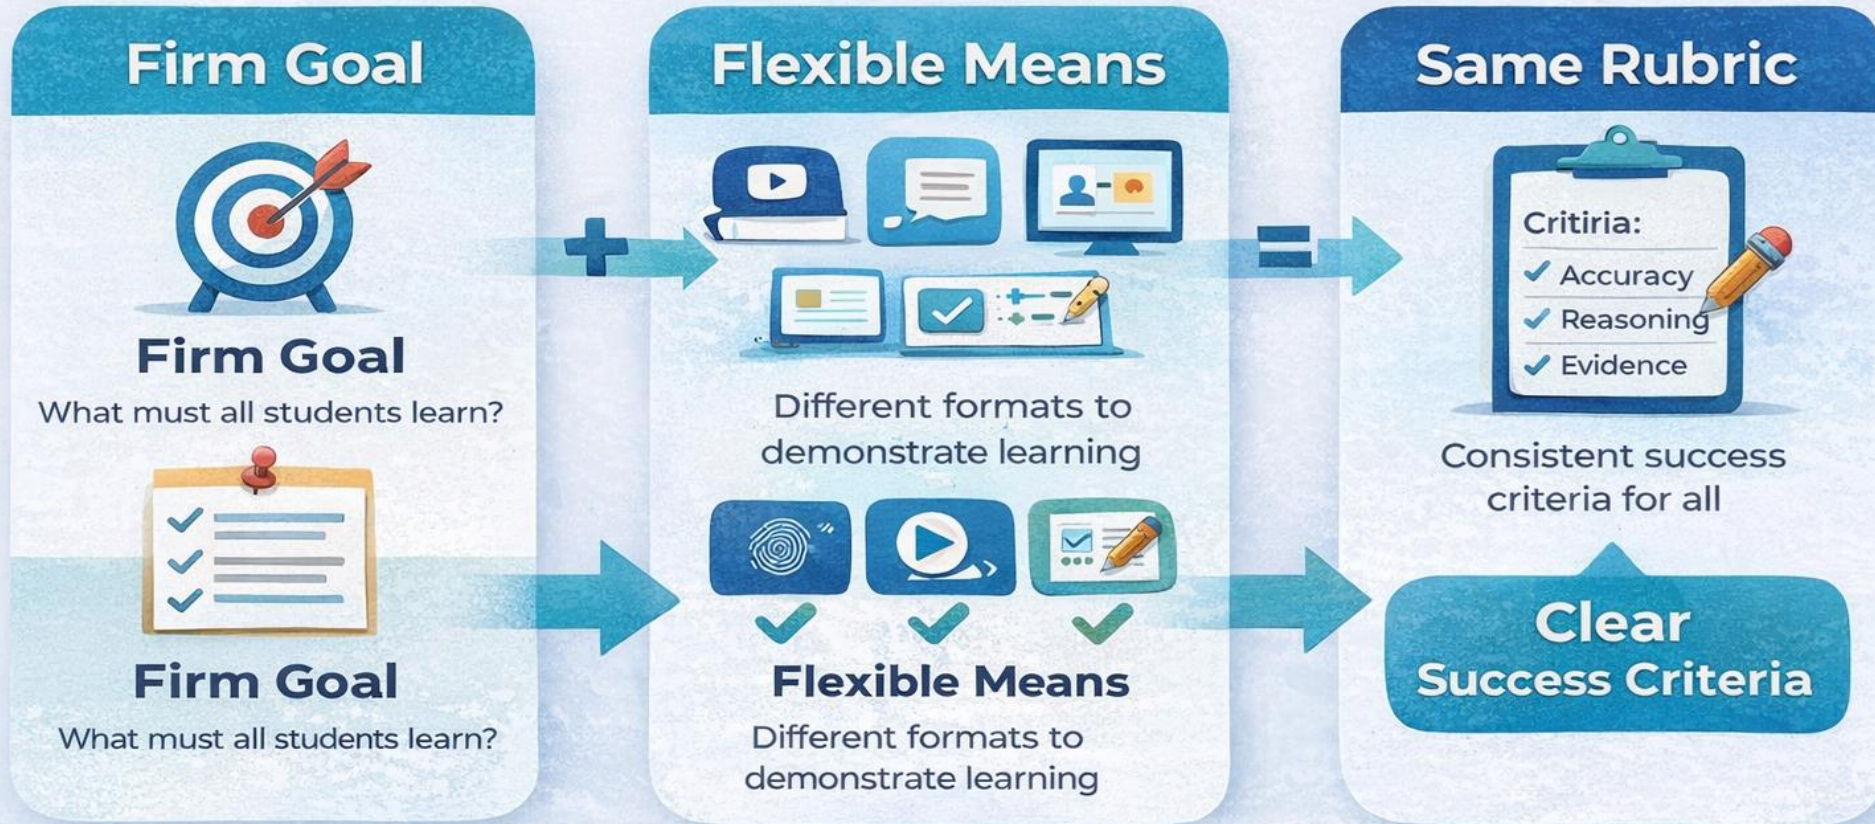 Firm Goal
Firm Goal
What must all students learn?
Firm Goal
What must all students learn?
Flexible Means
Different formats to
demonstrate learning
Flexible Means
Different formats to
demonstrate learning
Same Rubric
Critiria:
Accuracy
Reasoning
Evidence
Consistent success
criteria for all
Clear
Success Criteria